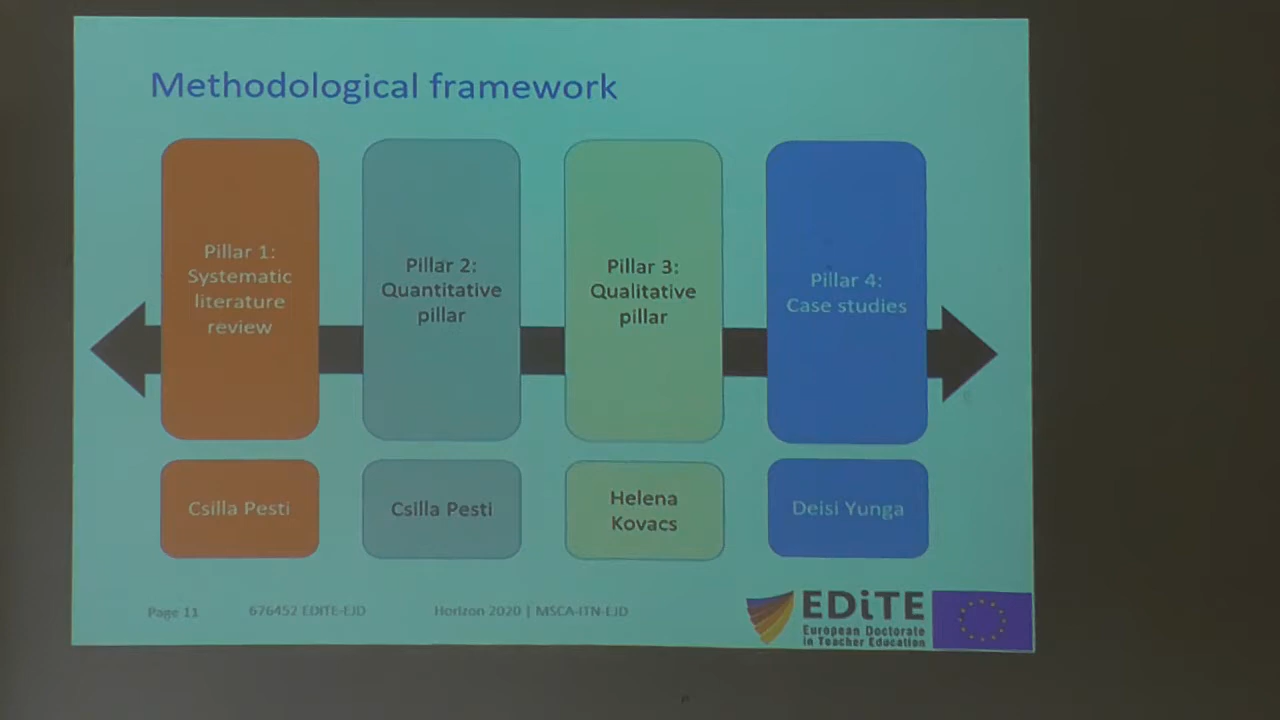 Methodological framework
Pillar 1:
Systematic
literature
review
Pillar 2:
Quantitative
pillar
Pillar 3:
Qualitative
pillar
Pillar 4:
Case studies
Csilla Pesti
Csilla Pesti
Helena
Kovacs
Deisi Yunga
Page 11
676452 EDITE-EJD
Horizon 2020 | MSCA-ITN-EJD
EDiTE
European Doctorate
in Teacher Education